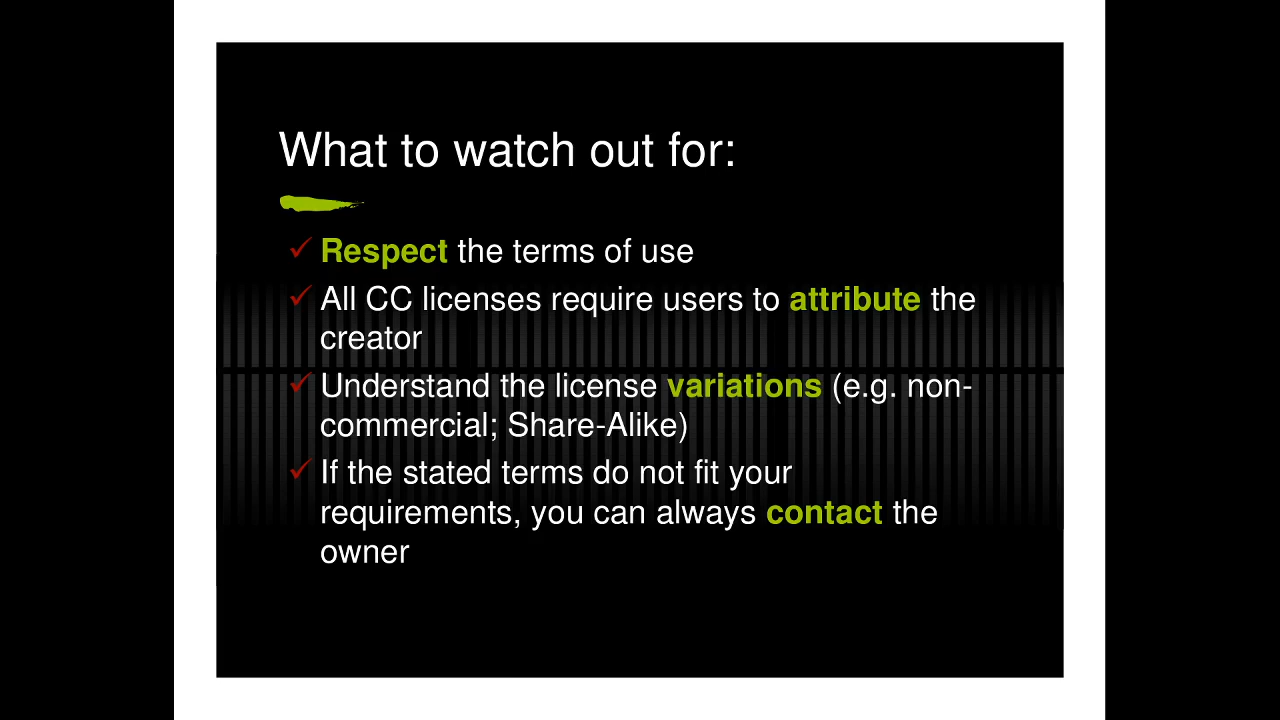 What to watch out for:
Respect the terms of use
All CC licenses require users to attribute the
creator
Understand the license variations (e.g. non-
commercial; Share-Alike)
If the stated terms do not fit your
requirements, you can always contact the
owner